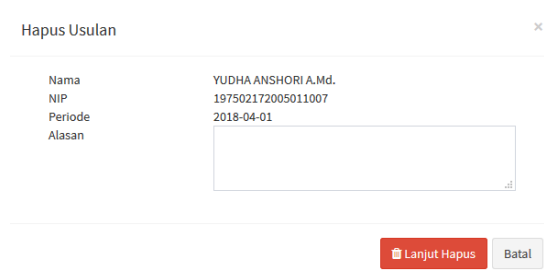 Hapus Usulan
×
Nama YUDHA ANSHORI A.Md.
NIP 197502172005011007
Periode 2018-04-01
Alasan
Lanjut Hapus Batal